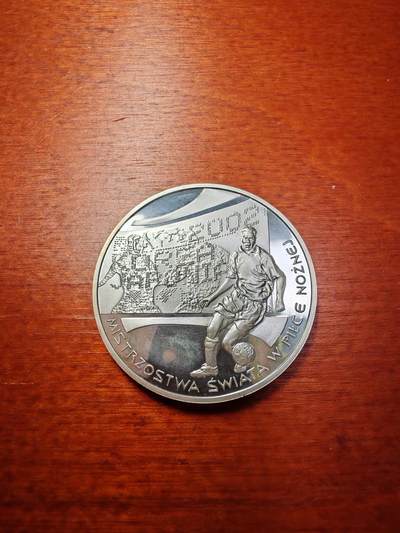 2002
KOREA
JAPONIA
MISTRZOSTWA ŚWIATA W PIŁCE NOŻNEJ